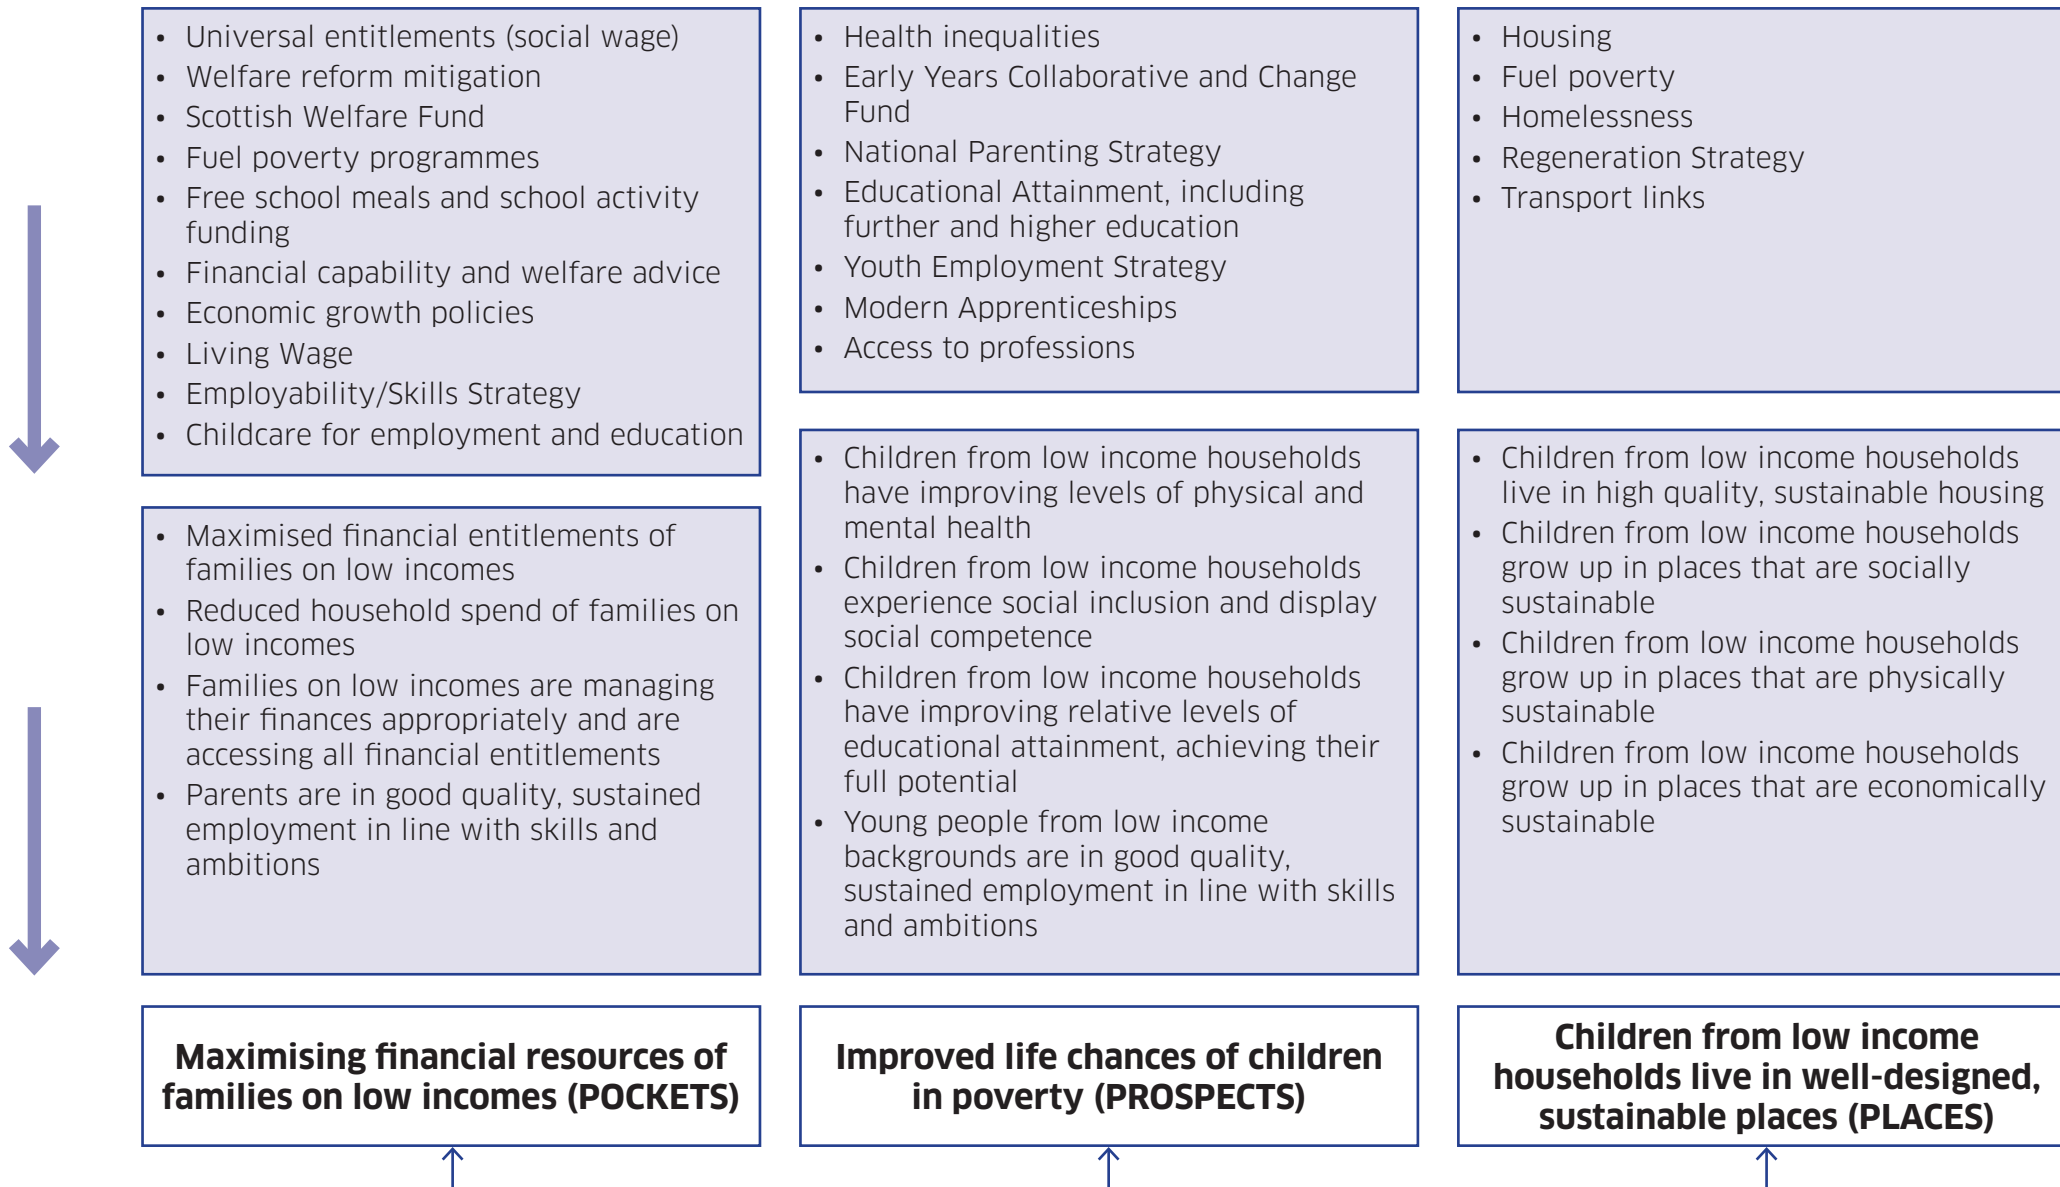 • Universal entitlements (social wage)
• Welfare reform mitigation
• Scottish Welfare Fund
• Fuel poverty programmes
• Free school meals and school activity
funding
• Financial capability and welfare advice
• Economic growth policies
• Living Wage
• Employability/Skills Strategy
• Childcare for employment and education
• Maximised financial entitlements of
families on low incomes
• Reduced household spend of families on
low incomes
• Families on low incomes are managing
their finances appropriately and are
accessing all financial entitlements
• Parents are in good quality, sustained
employment in line with skills and
ambitions
Maximising financial resources of
families on low incomes (POCKETS)
• Health inequalities
• Early Years Collaborative and Change
Fund
• National Parenting Strategy
• Educational Attainment, including
further and higher education
• Youth Employment Strategy
• Modern Apprenticeships
• Access to professions
• Children from low income households
have improving levels of physical and
mental health
• Children from low income households
experience social inclusion and display
social competence
• Children from low income households
have improving relative levels of
educational attainment, achieving their
full potential
• Young people from low income
backgrounds are in good quality,
sustained employment in line with skills
and ambitions
Improved life chances of children
in poverty (PROSPECTS)
• Housing
• Fuel poverty
• Homelessness
• Regeneration Strategy
• Transport links
• Children from low income households
live in high quality, sustainable housing
• Children from low income households
grow up in places that are socially
sustainable
• Children from low income households
grow up in places that are physically
sustainable
• Children from low income households
grow up in places that are economically
sustainable
Children from low income
households live in well-designed,
sustainable places (PLACES)